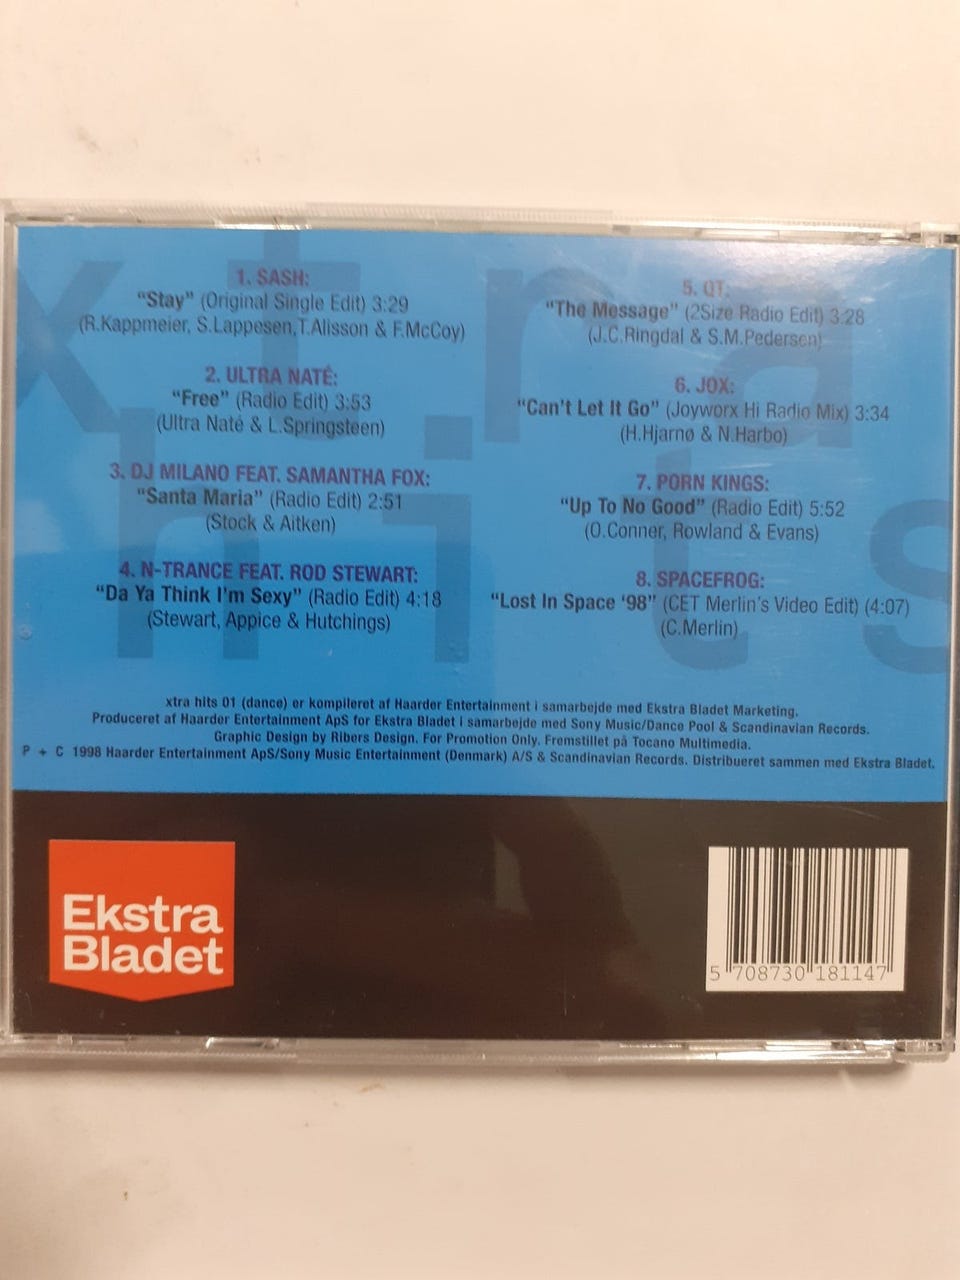 xtra
hits
1. SASH:
“Stay” (Original Single Edit) 3:29
(R.Kappmeier, S.Lappesen,T.Alisson & F.McCoy)
2. ULTRA NATÉ:
“Free” (Radio Edit) 3:53
(Ultra Naté & L.Springsteen)
3. DJ MILANO FEAT. SAMANTHA FOX:
“Santa Maria” (Radio Edit) 2:51
(Stock & Aitken)
4. N-TRANCE FEAT. ROD STEWART:
“Da Ya Think I'm Sexy” (Radio Edit) 4:18
(Stewart, Appice & Hutchings)
5. QT:
“The Message” (2Size Radio Edit) 3:28
(J.C.Ringdal & S.M.Pedersen)
6. JOX:
“Can't Let It Go” (Joyworx Hi Radio Mix) 3:34
(H.Hjarnø & N.Harbo)
7. PORN KINGS:
“Up To No Good” (Radio Edit) 5:52
(O.Conner, Rowland & Evans)
8. SPACEFROG:
“Lost In Space ‘98” (CET Merlin's Video Edit) (4:07)
(C.Merlin)
xtra hits 01 (dance) er kompileret af Haarder Entertainment i samarbejde med Ekstra Bladet Marketing.
Produceret af Haarder Entertainment ApS for Ekstra Bladet i samarbejde med Sony Music/Dance Pool & Scandinavian Records.
Graphic Design by Ribers Design. For Promotion Only. Fremstillet på Tocano Multimedia.
P + C 1998 Haarder Entertainment ApS/Sony Music Entertainment (Denmark) A/S & Scandinavian Records. Distribueret sammen med Ekstra Bladet.
Ekstra
Bladet
5 708730 181147